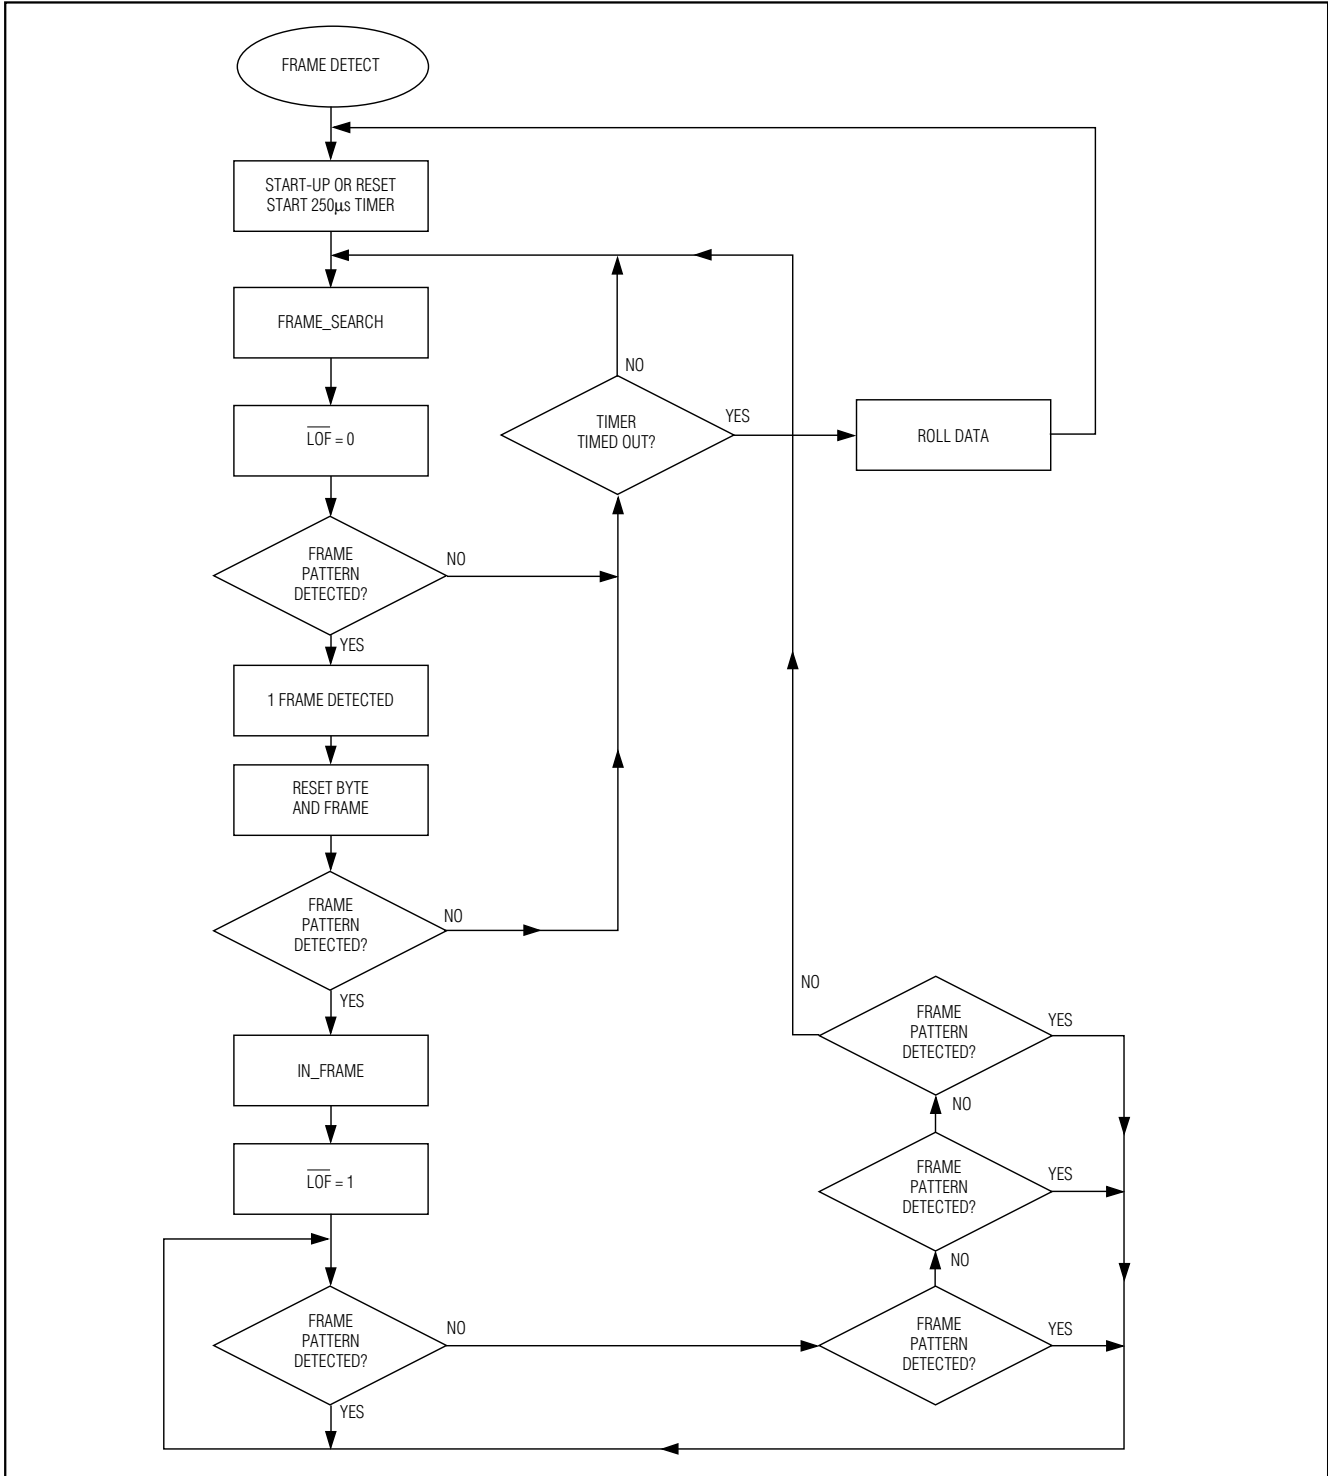 FRAME DETECT
START-UP OR RESET
START 250μs TIMER
FRAME_SEARCH
NO
TIMER
TIMED OUT?
YES
ROLL DATA
L̅O̅F̅ = 0
FRAME
PATTERN
DETECTED?
NO
YES
1 FRAME DETECTED
RESET BYTE
AND FRAME
FRAME
PATTERN
DETECTED?
NO
YES
IN_FRAME
L̅O̅F̅ = 1
FRAME
PATTERN
DETECTED?
NO
YES
FRAME
PATTERN
DETECTED?
YES
NO
FRAME
PATTERN
DETECTED?
YES
NO
FRAME
PATTERN
DETECTED?
YES
NO